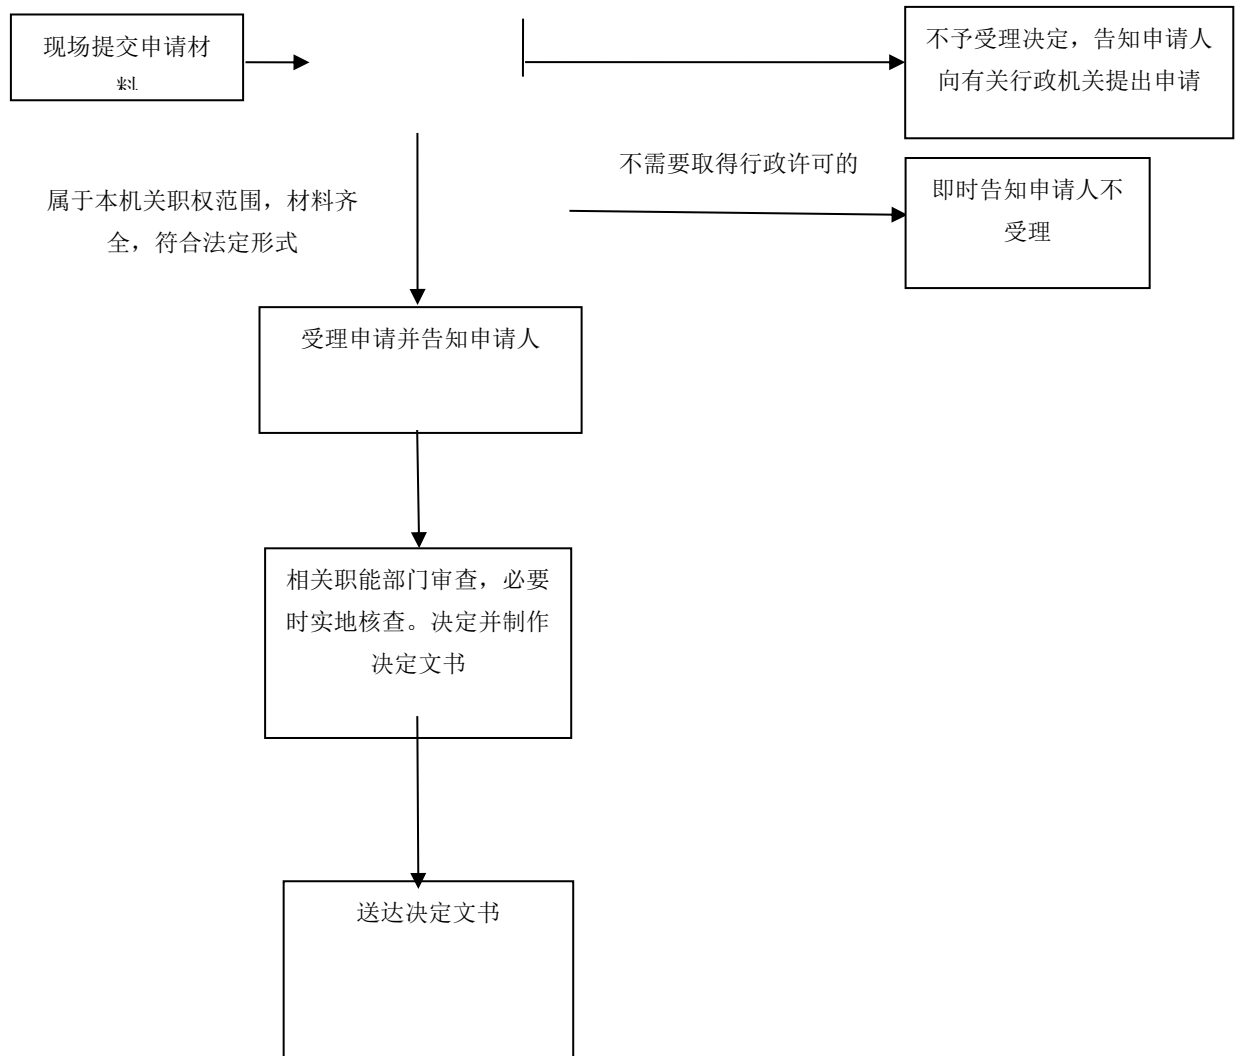 现场提交申请材
料
不予受理决定，告知申请人
向有关行政机关提出申请
不需要取得行政许可的
即时告知申请人不
受理
属于本机关职权范围，材料齐
全，符合法定形式
受理申请并告知申请人
相关职能部门审查，必要
时实地核查。决定并制作
决定文书
送达决定文书